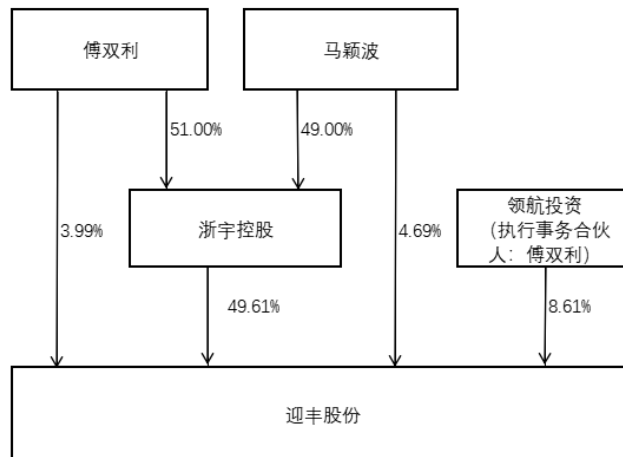 傅双利
马颖波
51.00%
49.00%
3.99%
浙宇控股
4.69%
领航投资
（执行事务合伙
人：傅双利）
49.61%
8.61%
迎丰股份